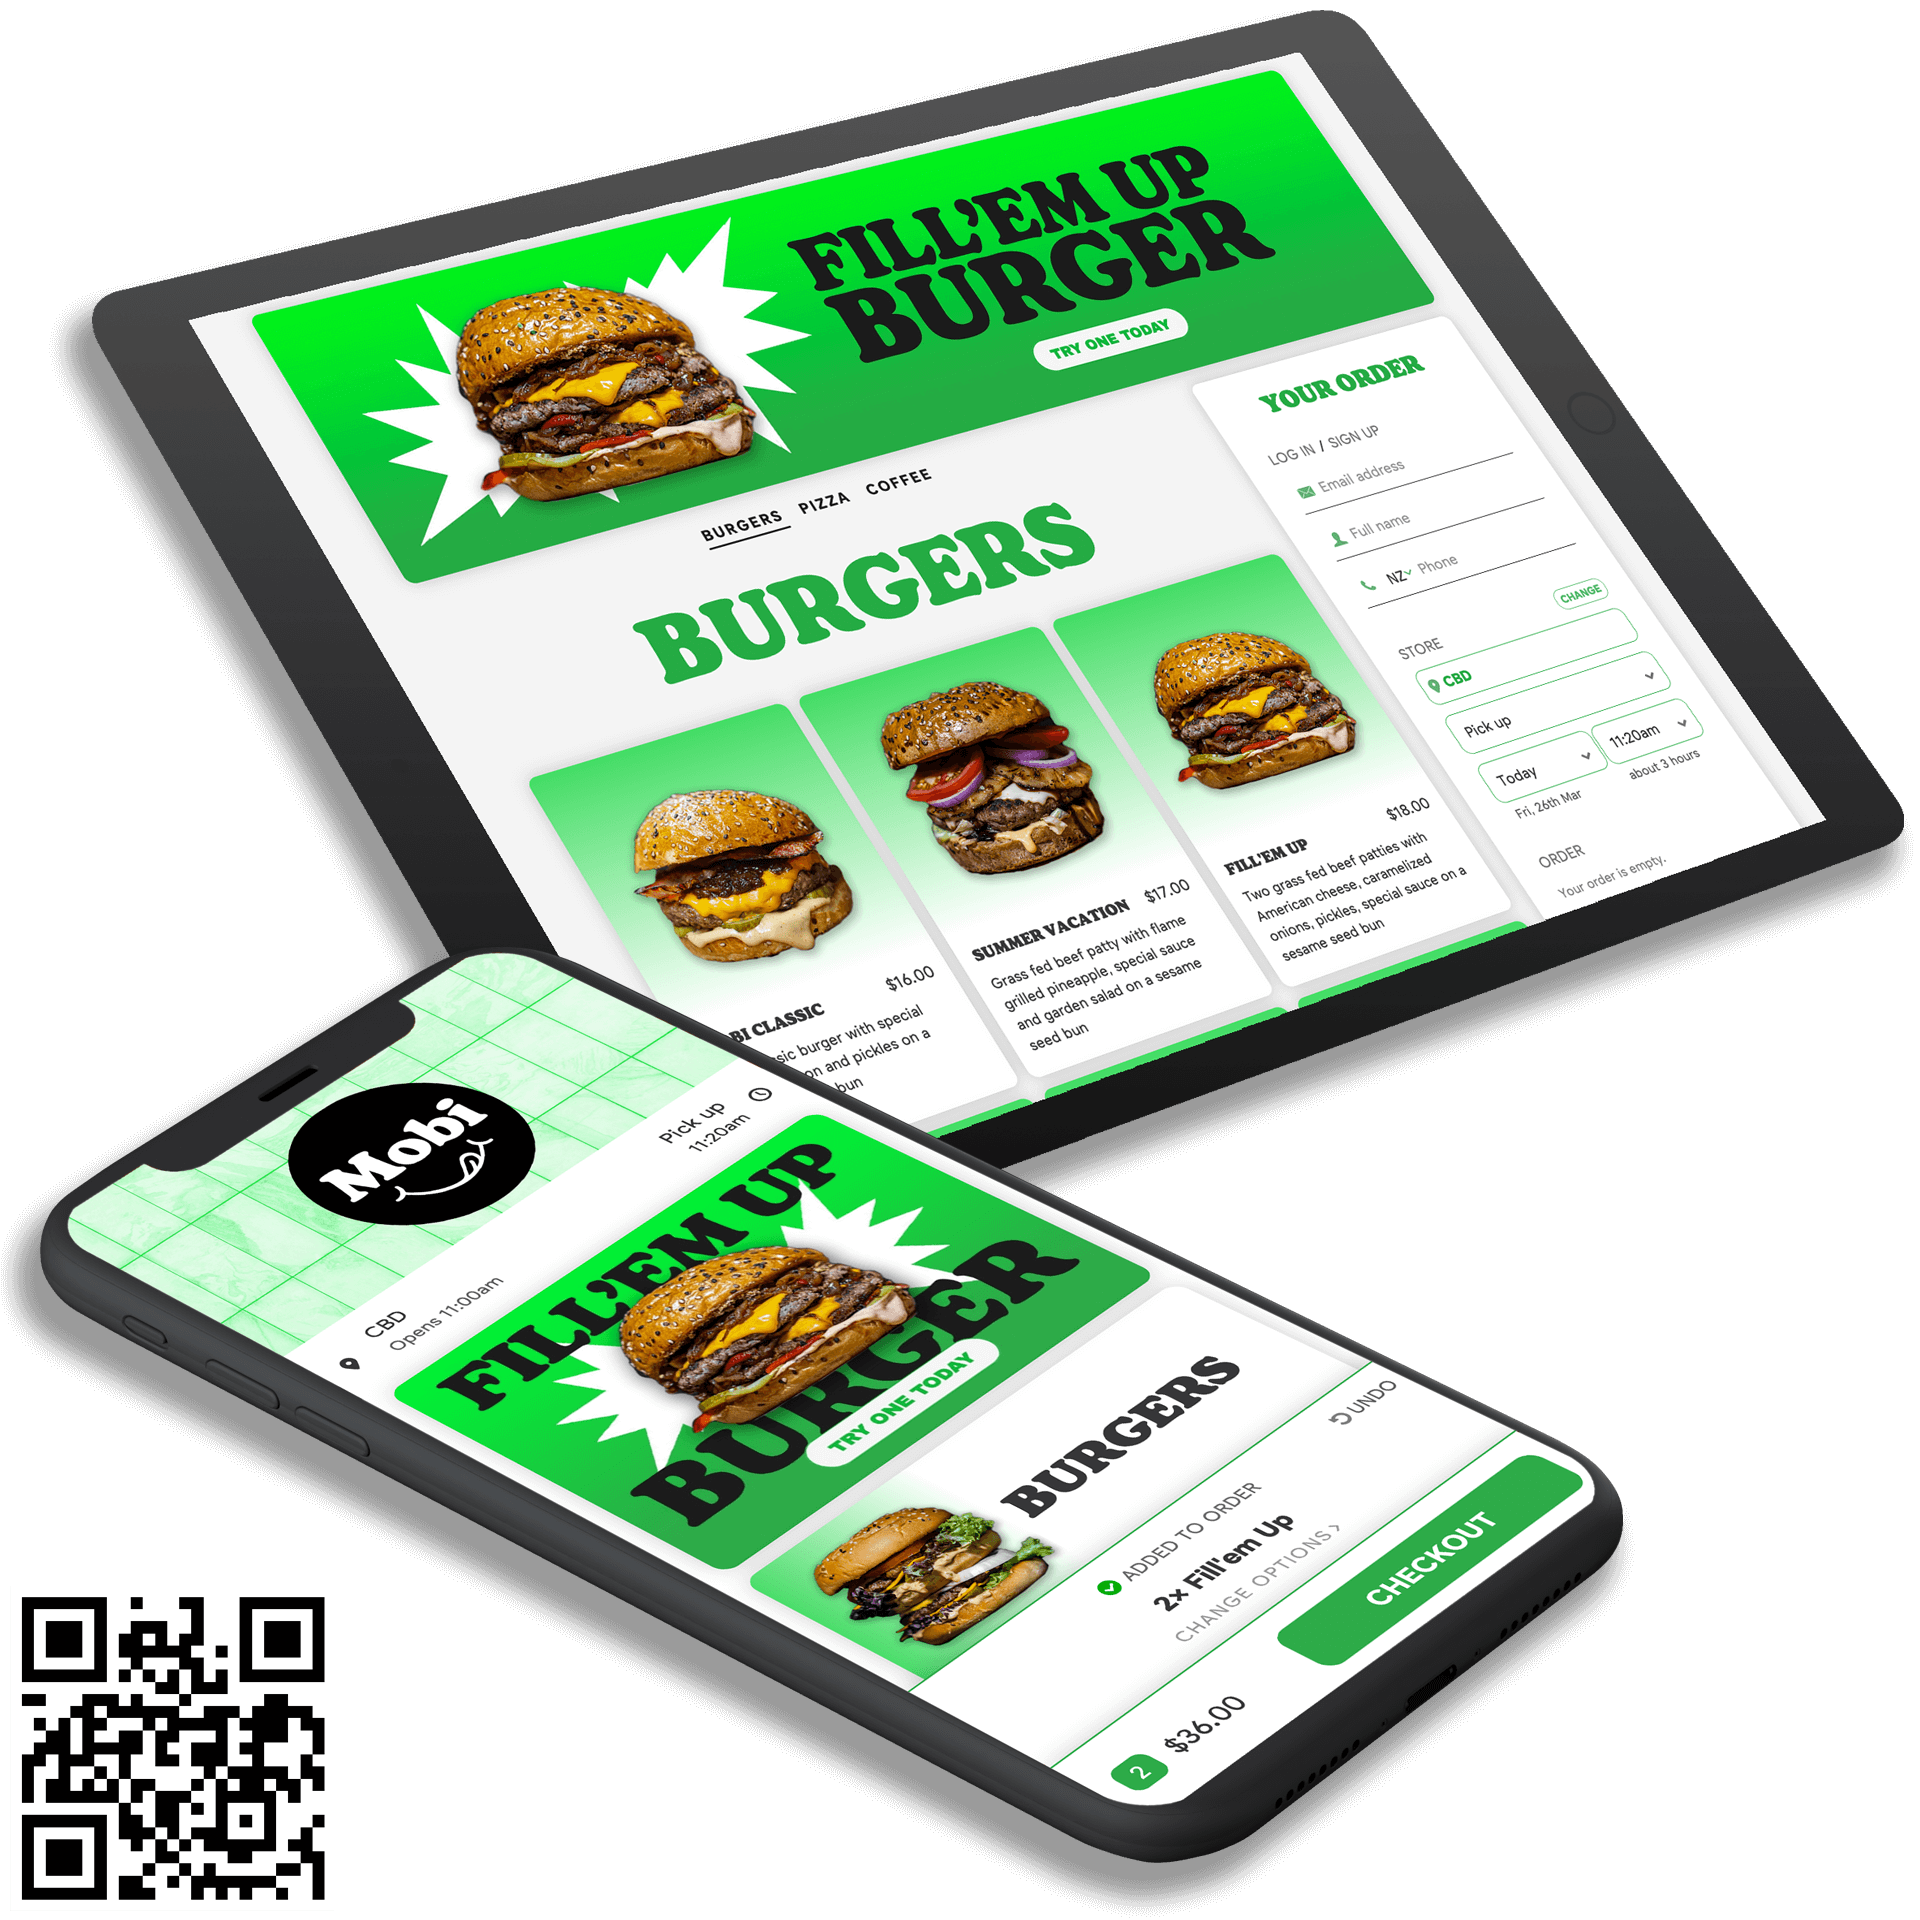 FILL'EM UP
BURGER
TRY ONE TODAY
BURGERS PIZZA COFFEE
BURGERS
$16.00
BI CLASSIC
sic burger with special
on and pickles on a
bun
SUMMER VACATION $17.00
Grass fed beef patty with flame
grilled pineapple, special sauce
and garden salad on a sesame
seed bun
$18.00
FILL'EM UP
Two grass fed beef patties with
American cheese, caramelized
onions, pickles, special sauce on a
sesame seed bun
YOUR ORDER
LOG IN / SIGN UP
Email address
Full name
NZ Phone
CHANGE
STORE
CBD
Pick up
Today 11:20am
Fri, 26th Mar about 3 hours
ORDER
Your order is empty.
Mobi
CBD
Opens 11:00am
Pick up
11:20am
FILL'EM UP
BURGER
TRY ONE TODAY
BURGERS
ADDED TO ORDER
UNDO
2x Fill'em Up
CHANGE OPTIONS >
2 $36.00
CHECKOUT